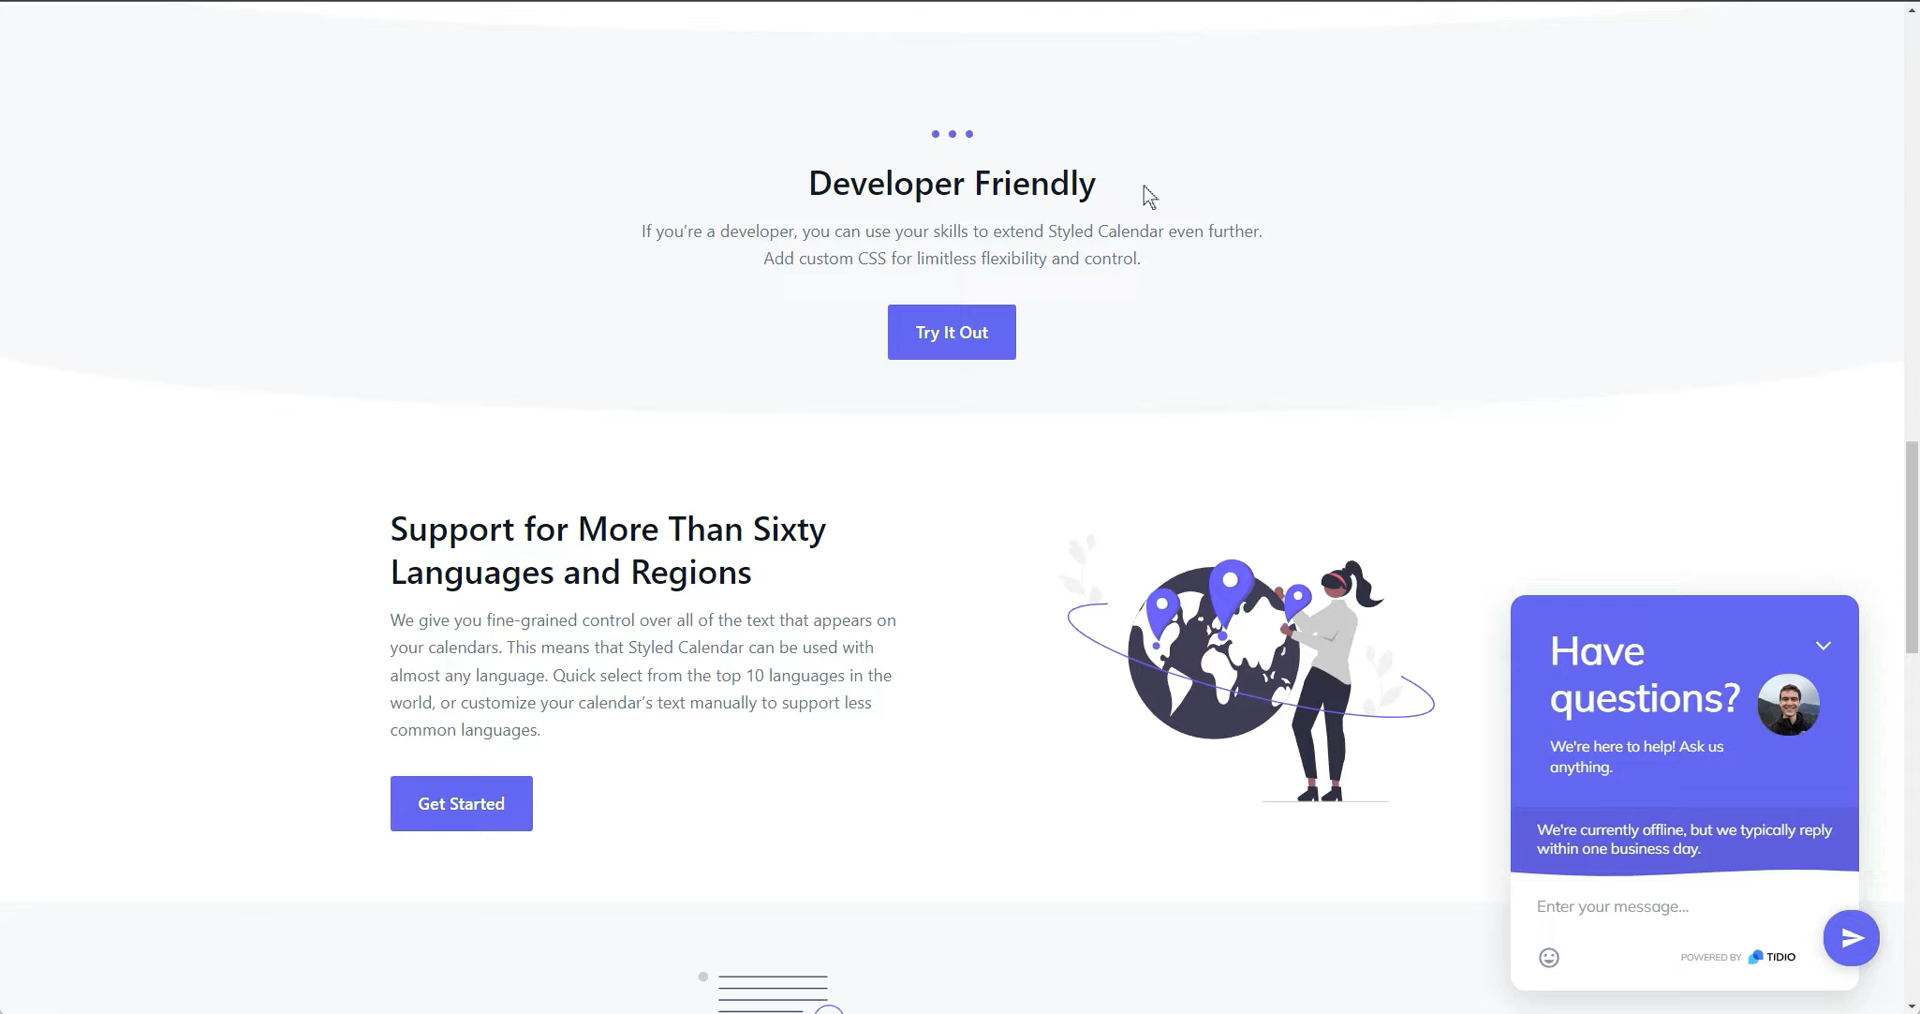 Developer Friendly
If you’re a developer, you can use your skills to extend Styled Calendar even further.
Add custom CSS for limitless flexibility and control.
Try It Out
Support for More Than Sixty
Languages and Regions
We give you fine-grained control over all of the text that appears on
your calendars. This means that Styled Calendar can be used with
almost any language. Quick select from the top 10 languages in the
world, or customize your calendar’s text manually to support less
common languages.
Get Started
Have
questions?
We're here to help! Ask us
anything.
We're currently offline, but we typically reply
within one business day.
Enter your message...
POWERED BY TIDIO